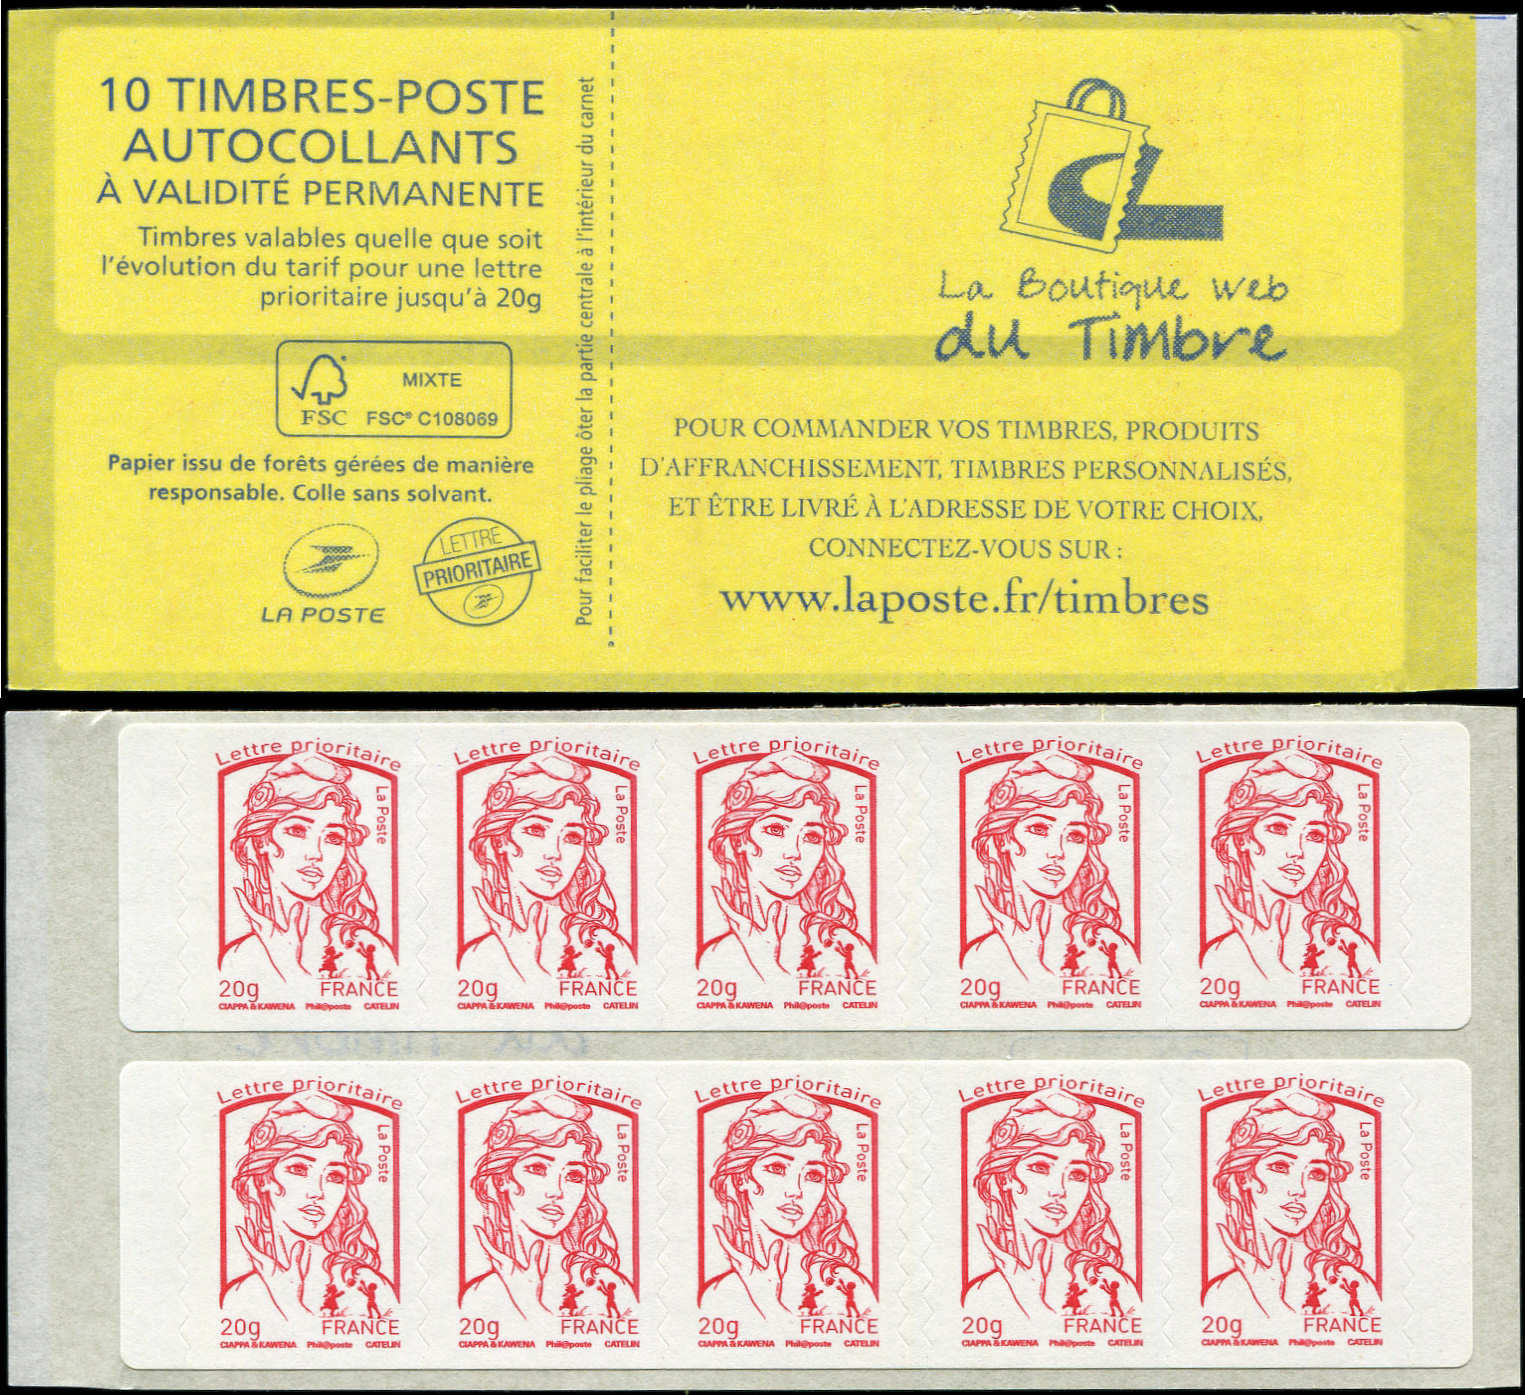 10 TIMBRES-POSTE
AUTOCOLLANTS
À VALIDITÉ PERMANENTE
Timbres valables quelle que soit
l'évolution du tarif pour une lettre
prioritaire jusqu'à 20g
MIXTE
FSC FSC® C108069
Papier issu de forêts gérées de manière
responsable. Colle sans solvant.
LA POSTE
LETTRE
PRIORITAIRE
Pour faciliter le pliage ôter la partie centrale à l'intérieur du carnet
La Boutique web
du Timbre
POUR COMMANDER VOS TIMBRES, PRODUITS
D'AFFRANCHISSEMENT, TIMBRES PERSONNALISÉS,
ET ÊTRE LIVRÉ À L'ADRESSE DE VOTRE CHOIX,
CONNECTEZ-VOUS SUR :
www.laposte.fr/timbres
Lettre prioritaire
La Poste
20g FRANCE
CIAPPA & KAWENA Phil@poste CATELIN
Lettre prioritaire
La Poste
20g FRANCE
CIAPPA & KAWENA Phil@poste CATELIN
Lettre prioritaire
La Poste
20g FRANCE
CIAPPA & KAWENA Phil@poste CATELIN
Lettre prioritaire
La Poste
20g FRANCE
CIAPPA & KAWENA Phil@poste CATELIN
Lettre prioritaire
La Poste
20g FRANCE
CIAPPA & KAWENA Phil@poste CATELIN
Lettre prioritaire
La Poste
20g FRANCE
CIAPPA & KAWENA Phil@poste CATELIN
Lettre prioritaire
La Poste
20g FRANCE
CIAPPA & KAWENA Phil@poste CATELIN
Lettre prioritaire
La Poste
20g FRANCE
CIAPPA & KAWENA Phil@poste CATELIN
Lettre prioritaire
La Poste
20g FRANCE
CIAPPA & KAWENA Phil@poste CATELIN
Lettre prioritaire
La Poste
20g FRANCE
CIAPPA & KAWENA Phil@poste CATELIN